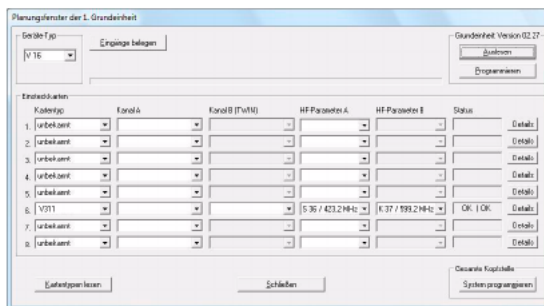 Planungsfenster der 1. Grundeinheit
Geräte Typ
V 16
Eingänge belegen
Grundeinheit: Version 02.27
Auslesen
Programmieren
Einsteckkarten
Kartentyp Kanal A Kanal B (TWIN) HF-Parameter A HF-Parameter B Status
1. unbekannt Details
2. unbekannt Details
3. unbekannt Details
4. unbekannt Details
5. unbekannt Details
6. V311 S 36 / 423,2 MHz K 37 / 599,2 MHz OK | OK Details
7. unbekannt Details
8. unbekannt Details
Kartentypen lesen
Schließen
Gesamte Kopfstelle
System programmieren